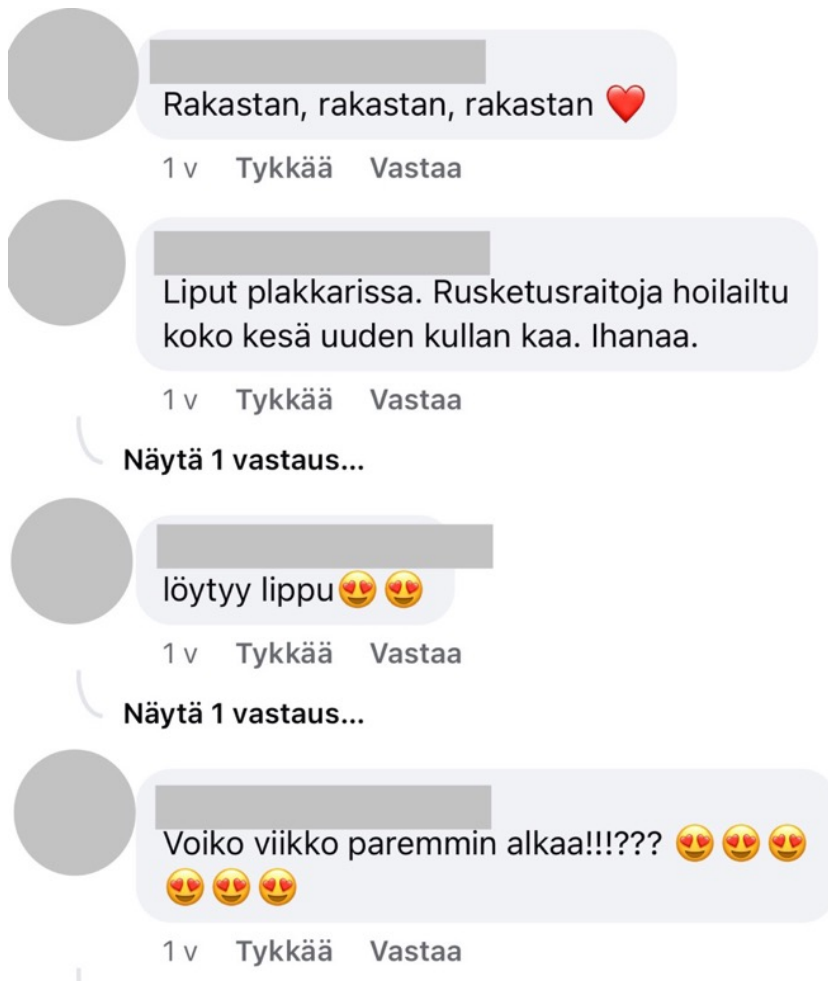 Rakastan, rakastan, rakastan ❤️
1 v Tykkää Vastaa
Liput plakkarissa. Rusketusraitoja hoilailtu
koko kesä uuden kullan kaa. Ihanaa.
1 v Tykkää Vastaa
Näytä 1 vastaus...
löytyy lippu😍😍
1 v Tykkää Vastaa
Näytä 1 vastaus...
Voiko viikko paremmin alkaa!!!??? 😍😍😍
😍😍😍
1 v Tykkää Vastaa